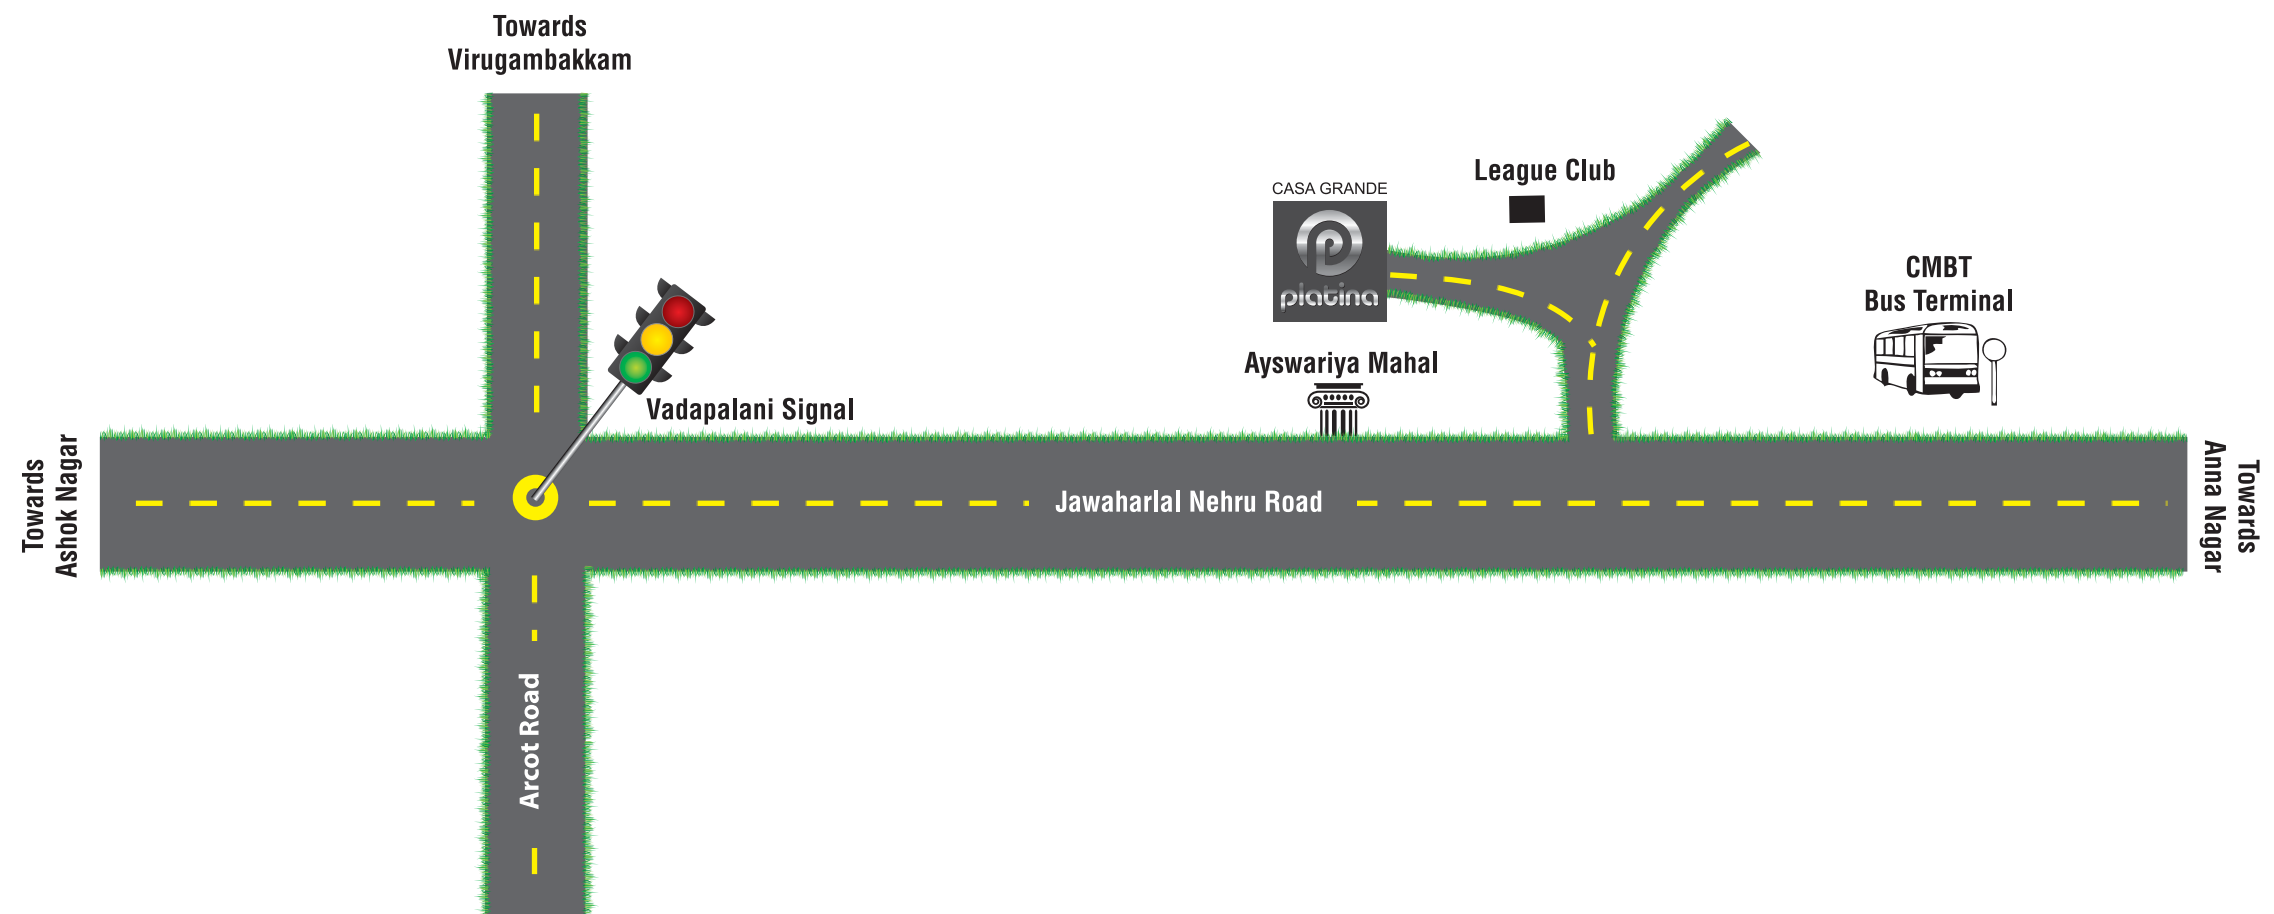 Towards
Virugambakkam
League Club
CASA GRANDE
platina
CMBT
Bus Terminal
Ayswariya Mahal
Vadapalani Signal
Towards
Ashok Nagar
Jawaharlal Nehru Road
Towards
Anna Nagar
Arcot Road